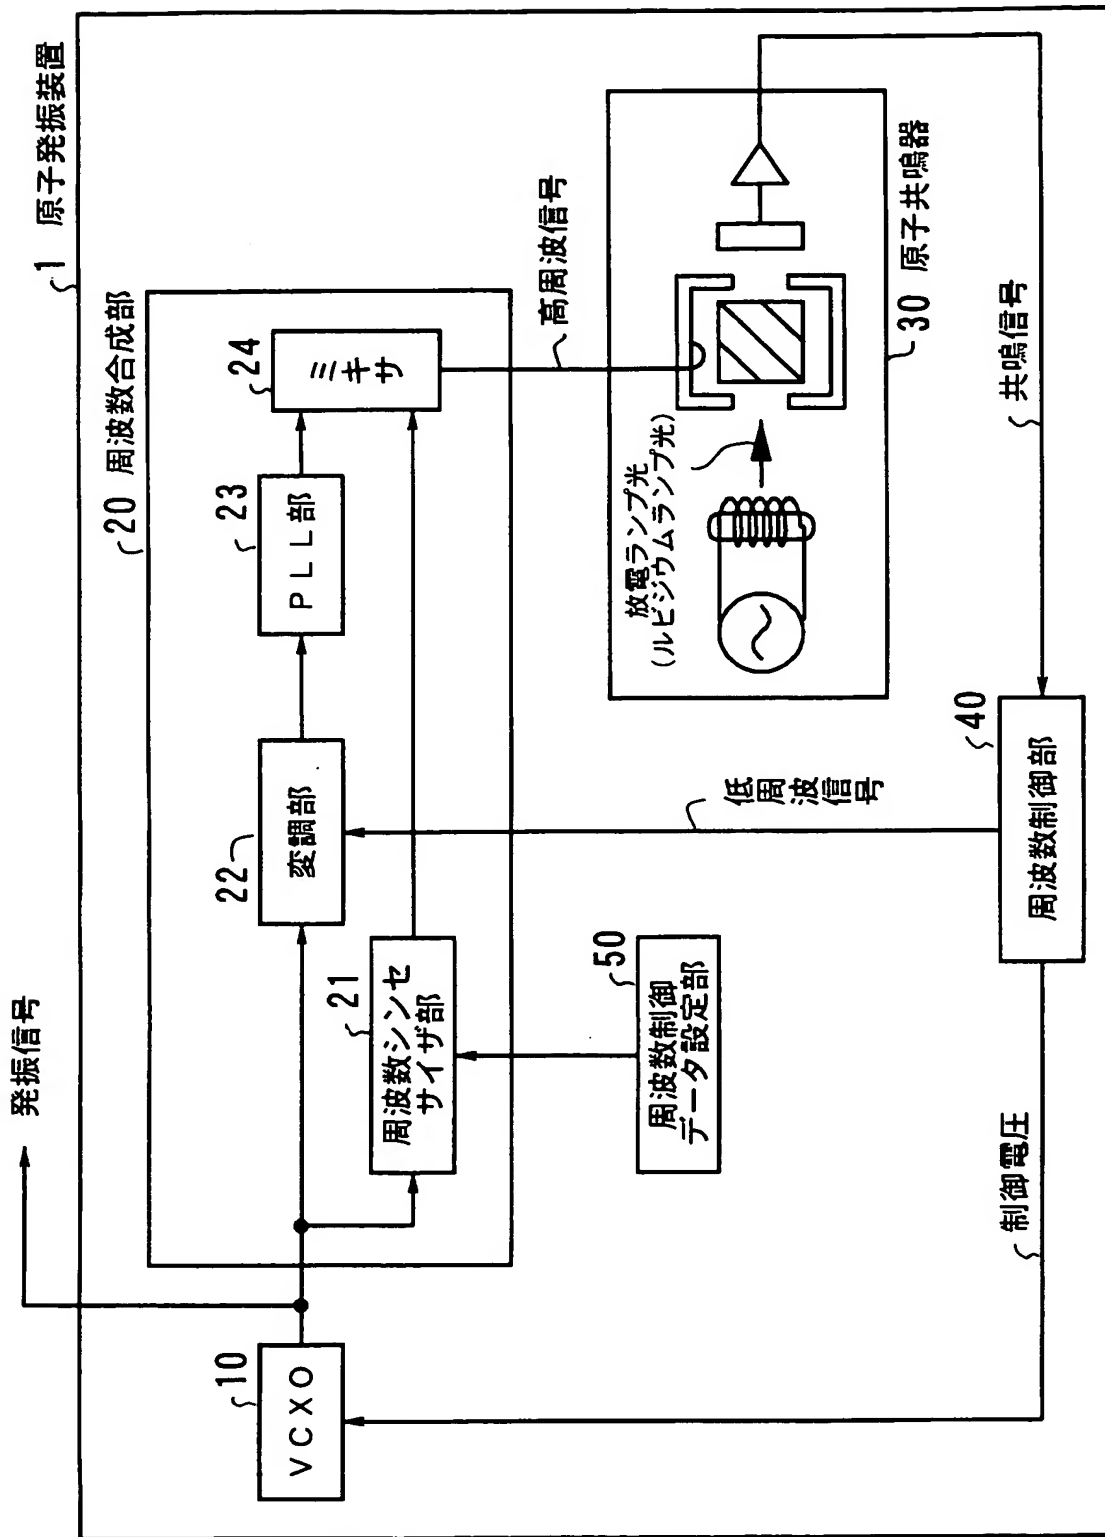 1 原子発振装置
発振信号
20 周波数合成部
10
VCXO
22
変調部
23
PLL部
24
ミキサ
21
周波数シンセ
サイザ部
高周波信号
50
周波数制御
データ設定部
低周波信号
放電ランプ光
(ルビジウムランプ光)
30 原子共鳴器
40
周波数制御部
制御電圧
共鳴信号